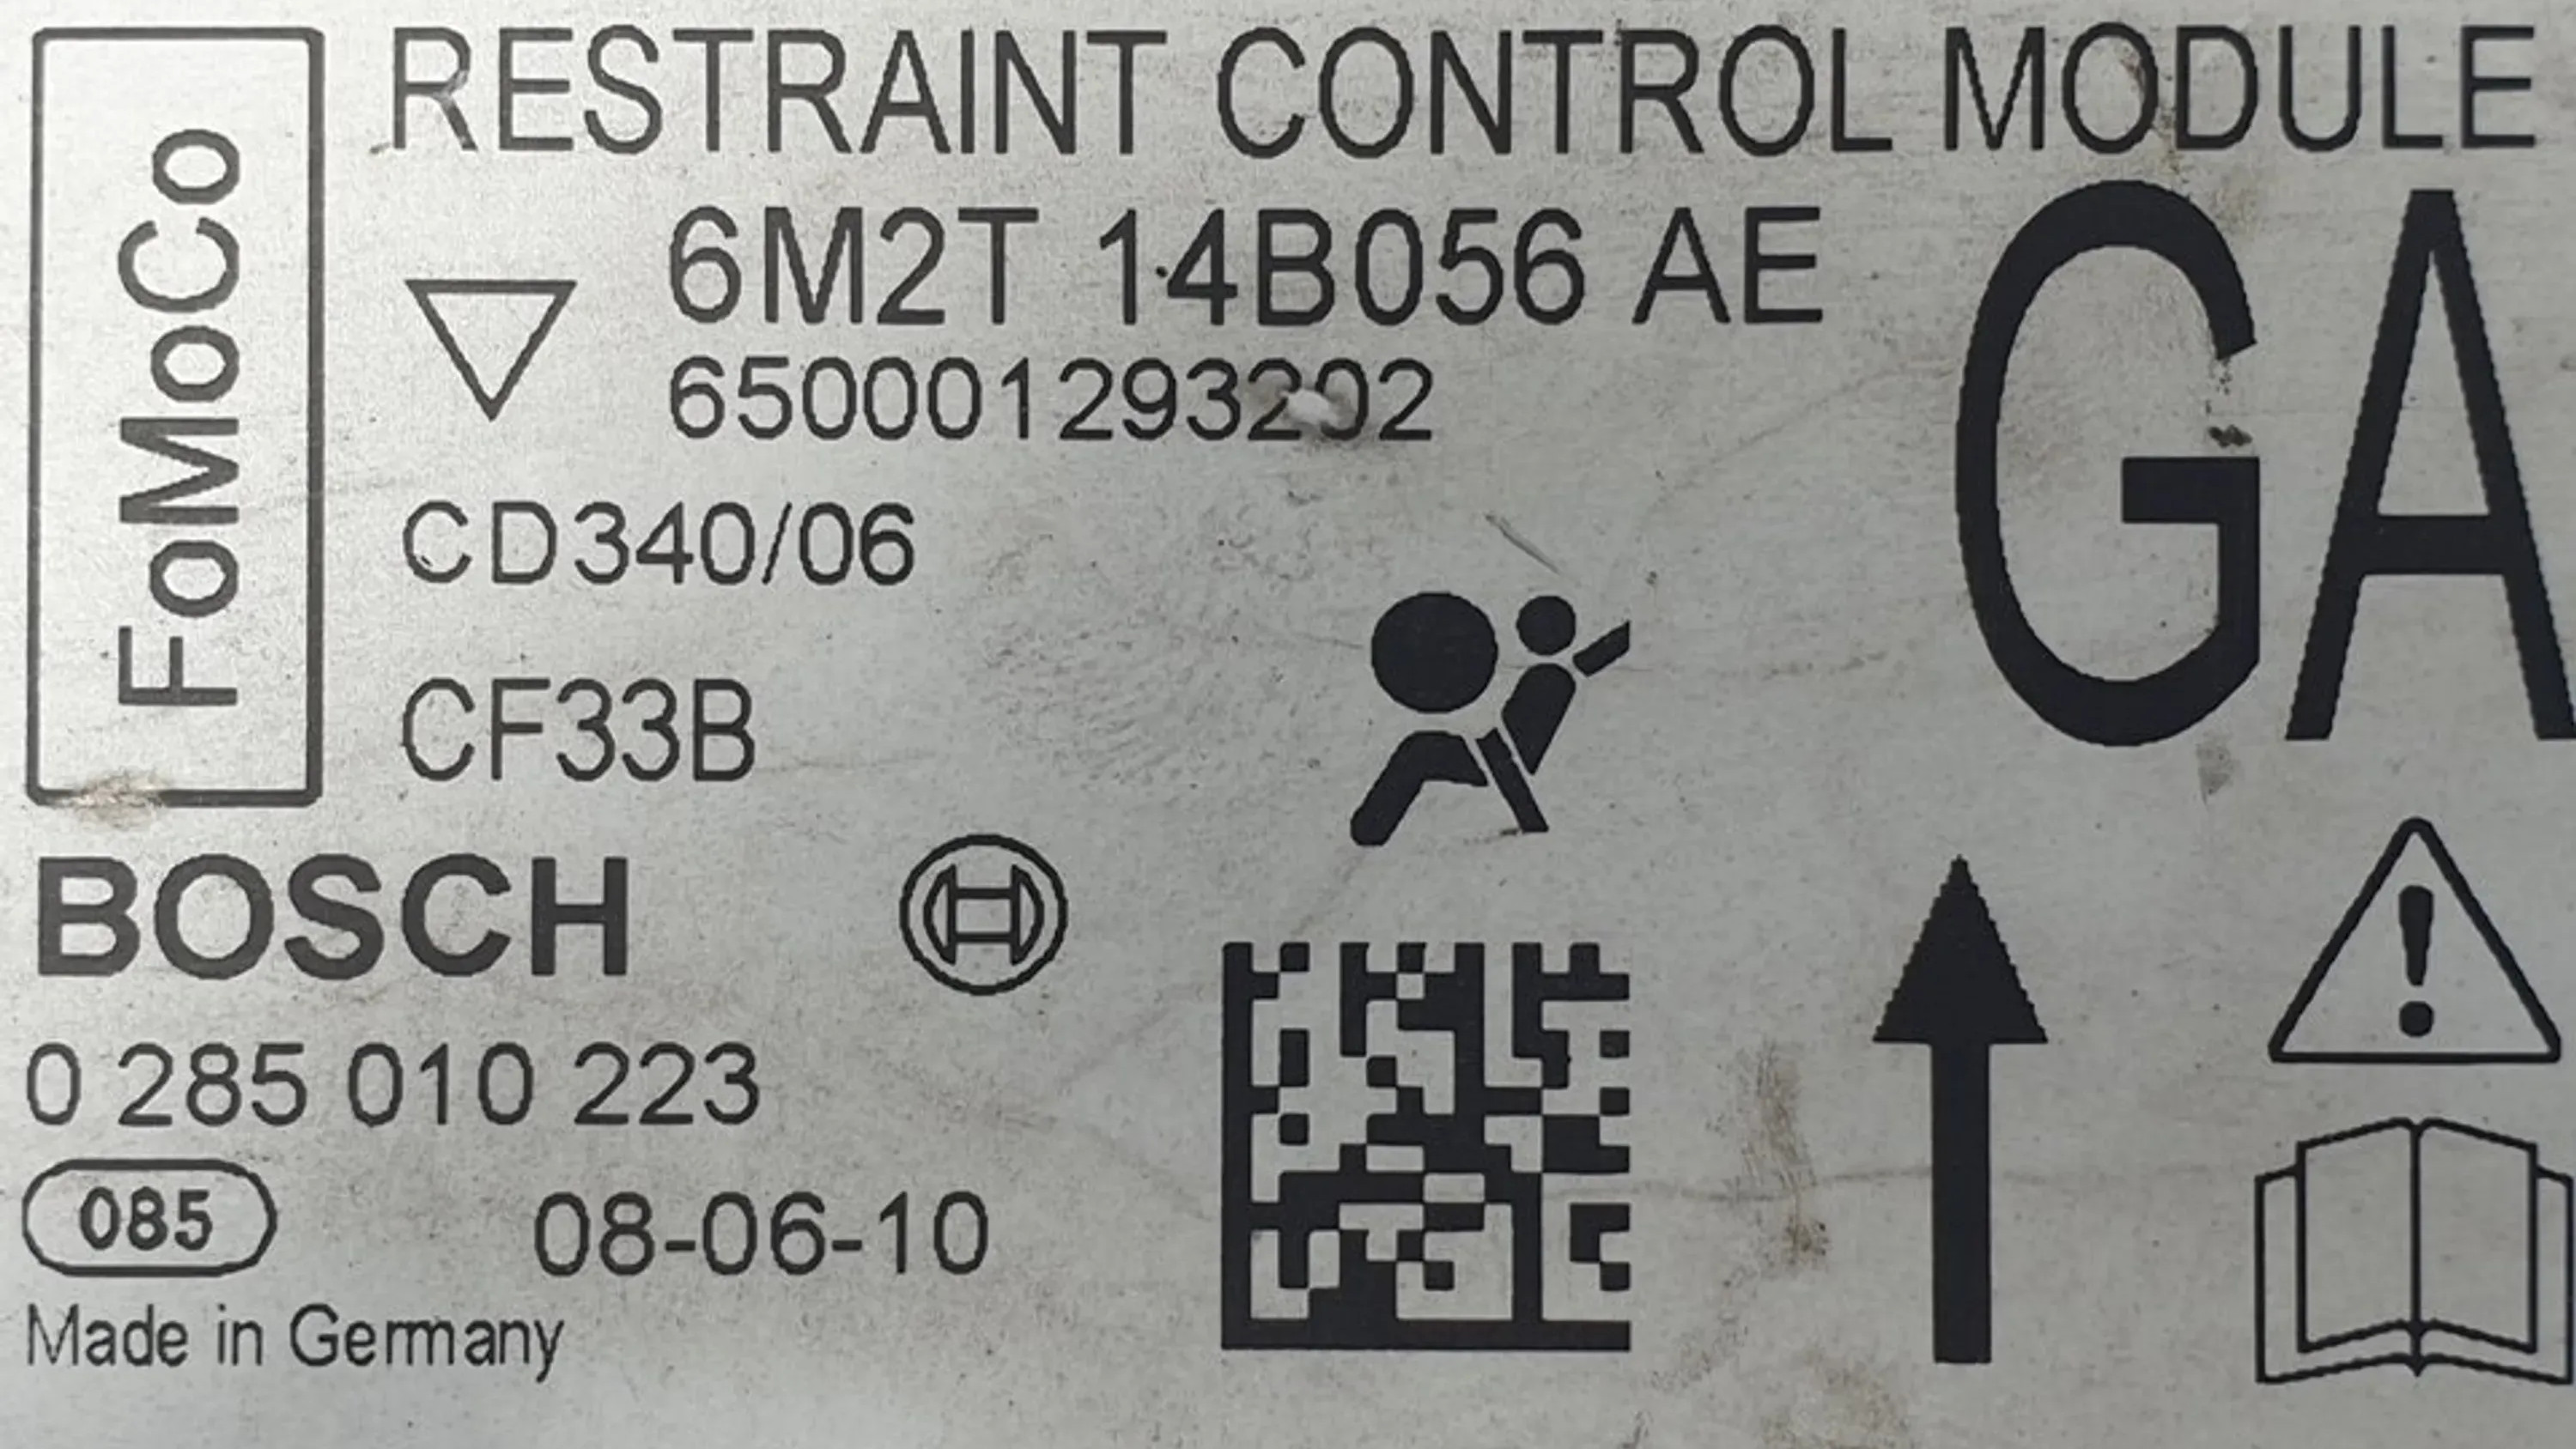 FoMoCo
RESTRAINT CONTROL MODULE
6M2T 14B056 AE
GA
650001293202
CD340/06
CF33B
BOSCH
0 285 010 223
085
08-06-10
Made in Germany